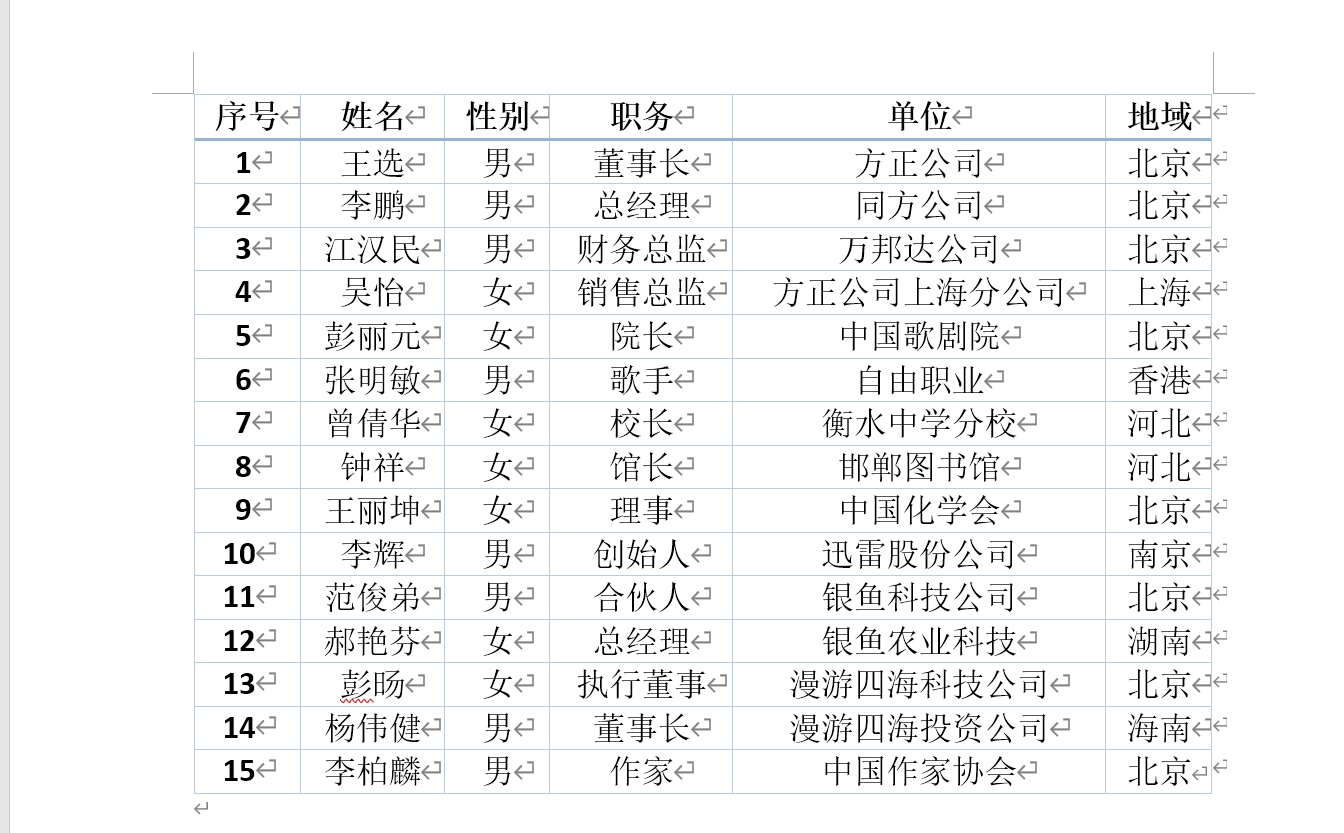 序号 姓名 性别 职务 单位 地域
1 王选 男 董事长 方正公司 北京
2 李鹏 男 总经理 同方公司 北京
3 江汉民 男 财务总监 万邦达公司 北京
4 吴怡 女 销售总监 方正公司上海分公司 上海
5 彭丽元 女 院长 中国歌剧院 北京
6 张明敏 男 歌手 自由职业 香港
7 曾倩华 女 校长 衡水中学分校 河北
8 钟祥 女 馆长 邯郸图书馆 河北
9 王丽坤 女 理事 中国化学会 北京
10 李辉 男 创始人 迅雷股份公司 南京
11 范俊弟 男 合伙人 银鱼科技公司 北京
12 郝艳芬 女 总经理 银鱼农业科技 湖南
13 彭旸 女 执行董事 漫游四海科技公司 北京
14 杨伟健 男 董事长 漫游四海投资公司 海南
15 李柏麟 男 作家 中国作家协会 北京